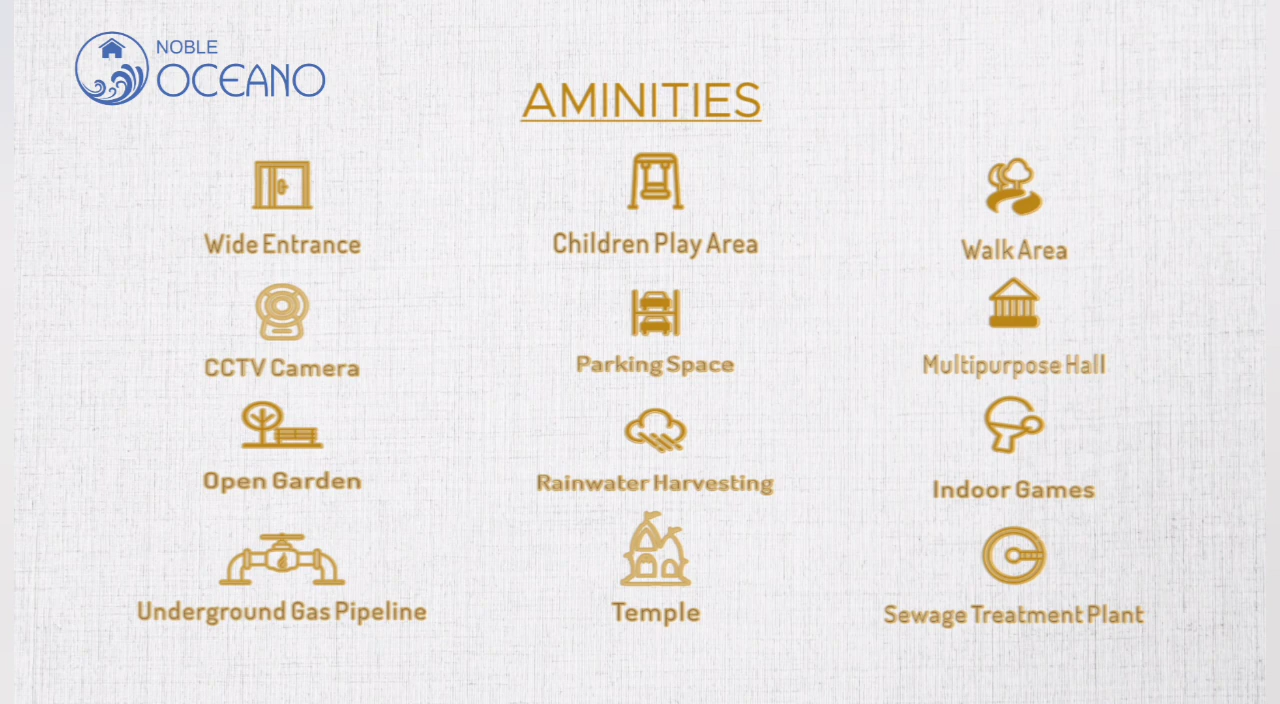 NOBLE
OCEANO
AMINITIES
Wide Entrance
Children Play Area
Walk Area
CCTV Camera
Parking Space
Multipurpose Hall
Open Garden
Rainwater Harvesting
Indoor Games
Underground Gas Pipeline
Temple
Sewage Treatment Plant